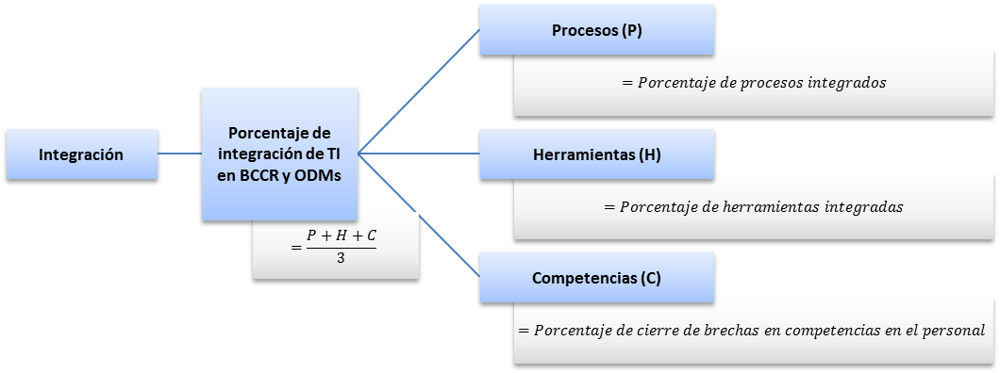 Integración
Porcentaje de
integración de TI
en BCCR y ODMs
= (P + H + C) / 3
Procesos (P)
= Porcentaje de procesos integrados
Herramientas (H)
= Porcentaje de herramientas integradas
Competencias (C)
= Porcentaje de cierre de brechas en competencias en el personal